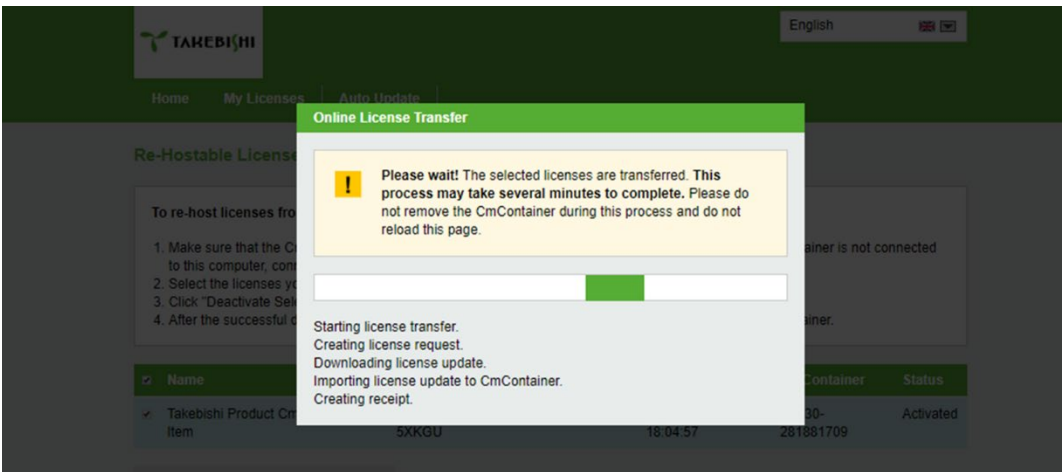 TAKEBISHI
English
Home My Licenses Auto Update
Online License Transfer
Re-Hostable License
Please wait! The selected licenses are transferred. This
process may take several minutes to complete. Please do
not remove the CmContainer during this process and do not
reload this page.
To re-host licenses fro
1. Make sure that the C
ainer is not connected
to this computer, con
2. Select the licenses yo
3. Click "Deactivate Sel
4. After the successful d
ainer.
Starting license transfer.
Creating license request.
Downloading license update.
Importing license update to CmContainer.
Creating receipt.
Name Container Status
Takebishi Product Cm 30- Activated
Item 5XKGU 18:04:57 281881709